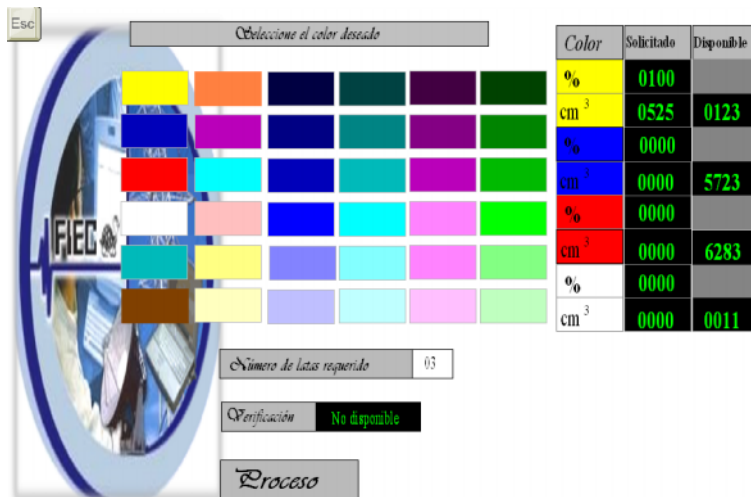 Esc
Seleccione el color deseado
Color Solicitado Disponible
% 0100
cm 3 0525 0123
% 0000
cm 3 0000 5723
% 0000
cm 3 0000 6283
% 0000
cm 3 0000 0011
FIEC
Número de latas requerido 03
Verificación No disponible
Proceso